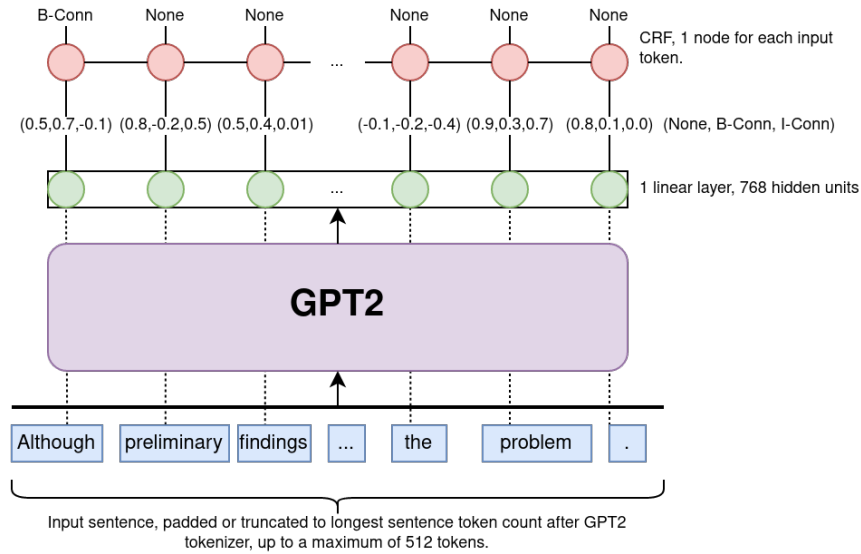 B-Conn None None None None None
CRF, 1 node for each input
token.
...
(0.5,0.7,-0.1) (0.8,-0.2,0.5) (0.5,0.4,0.01) (-0.1,-0.2,-0.4) (0.9,0.3,0.7) (0.8,0.1,0.0) (None, B-Conn, I-Conn)
... 1 linear layer, 768 hidden units
GPT2
Although preliminary findings ... the problem .
Input sentence, padded or truncated to longest sentence token count after GPT2
tokenizer, up to a maximum of 512 tokens.